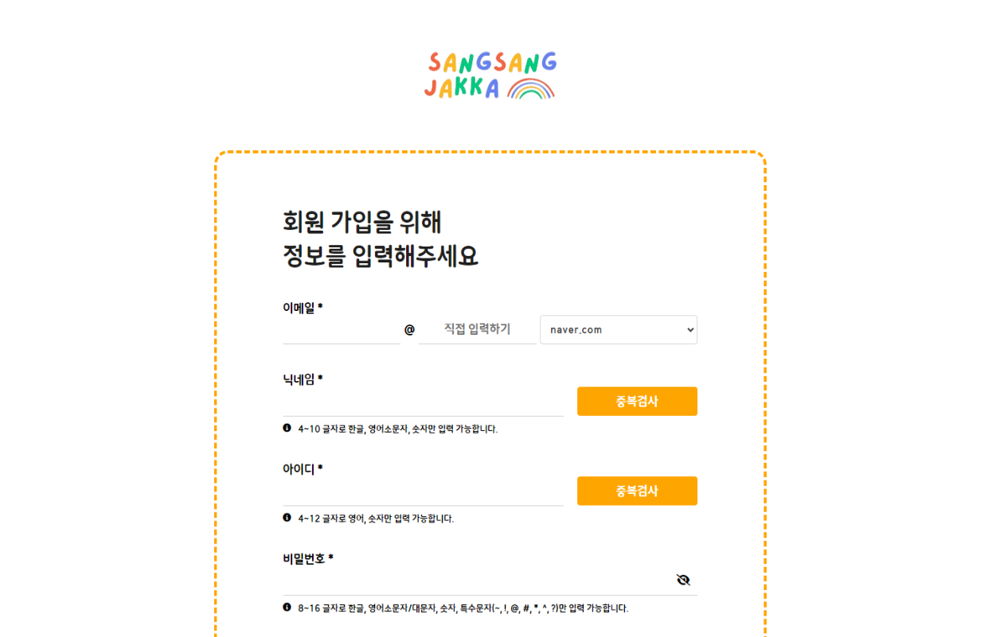 SANGSANG
JAKKA
회원 가입을 위해
정보를 입력해주세요
이메일 *
@ 직접 입력하기 naver.com
닉네임 *
중복검사
4~10 글자로 한글, 영어소문자, 숫자만 입력 가능합니다.
아이디 *
중복검사
4~12 글자로 영어, 숫자만 입력 가능합니다.
비밀번호 *
8~16 글자로 한글, 영어소문자/대문자, 숫자, 특수문자(~, !, @, #, *, ^, ?)만 입력 가능합니다.